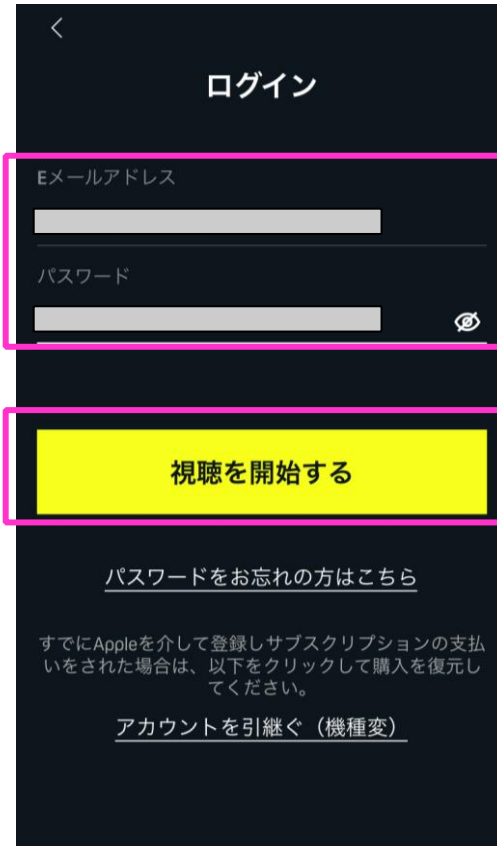 ログイン
Eメールアドレス
パスワード
視聴を開始する
パスワードをお忘れの方はこちら
すでにAppleを介して登録しサブスクリプションの支払
いをされた場合は、以下をクリックして購入を復元し
てください。
アカウントを引継ぐ（機種変）